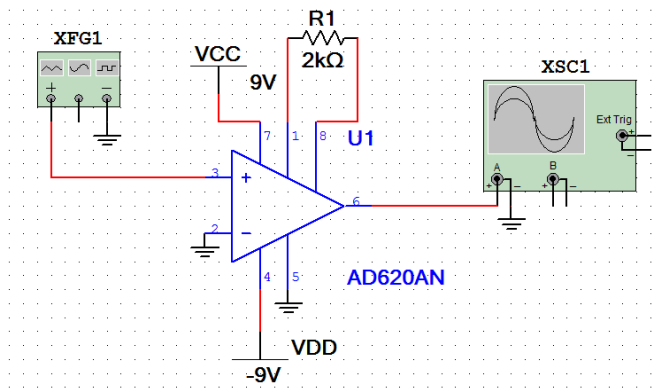 R1
XFG1
VCC
2kΩ
XSC1
9V
Ext Trig
+
−
7
1
8
U1
+
−
A
B
+
−
+
−
3
+
6
2
−
4
5
AD620AN
VDD
-9V